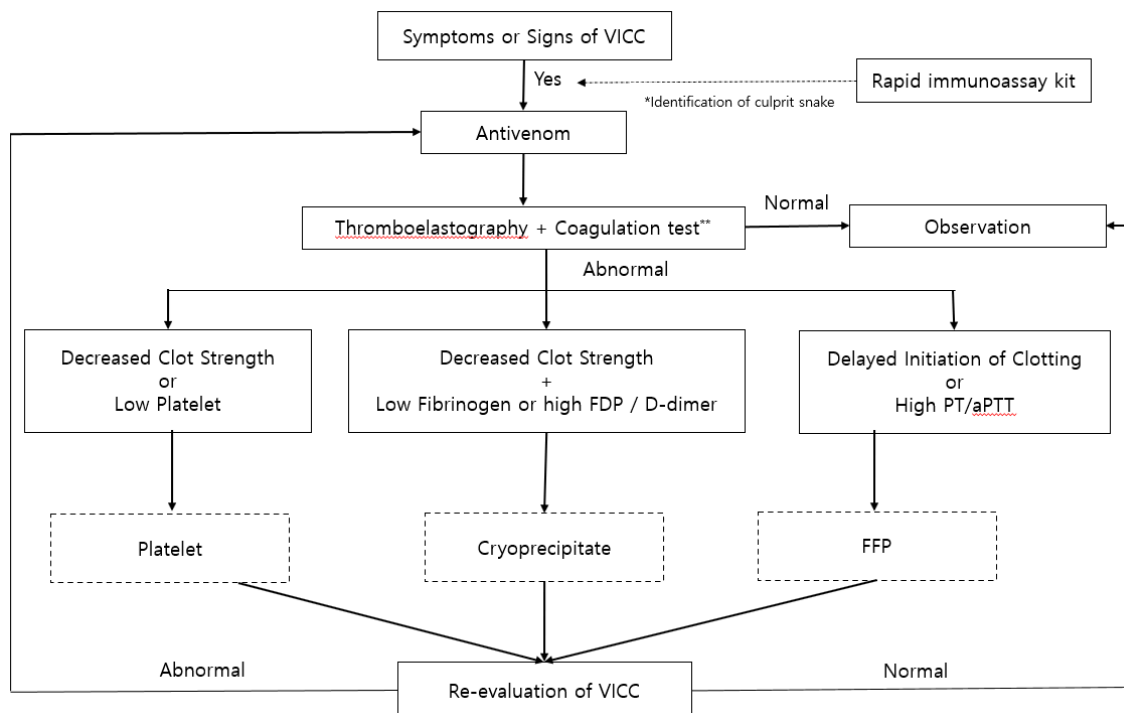 Symptoms or Signs of VICC
Yes
Rapid immunoassay kit
*Identification of culprit snake
Antivenom
Thromboelastography + Coagulation test**
Normal
Observation
Abnormal
Decreased Clot Strength
or
Low Platelet
Decreased Clot Strength
+
Low Fibrinogen or high FDP / D-dimer
Delayed Initiation of Clotting
or
High PT/aPTT
Platelet
Cryoprecipitate
FFP
Abnormal
Re-evaluation of VICC
Normal